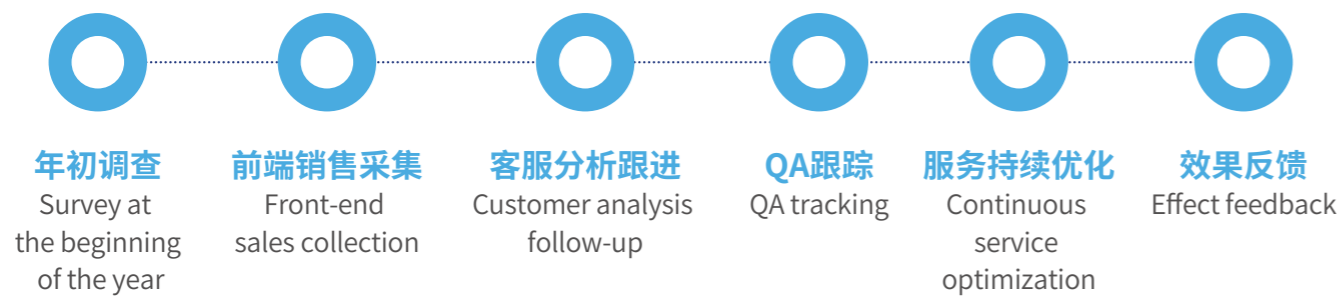 年初调查
Survey at
the beginning
of the year
前端销售采集
Front-end
sales collection
客服分析跟进
Customer analysis
follow-up
QA跟踪
QA tracking
服务持续优化
Continuous
service
optimization
效果反馈
Effect feedback